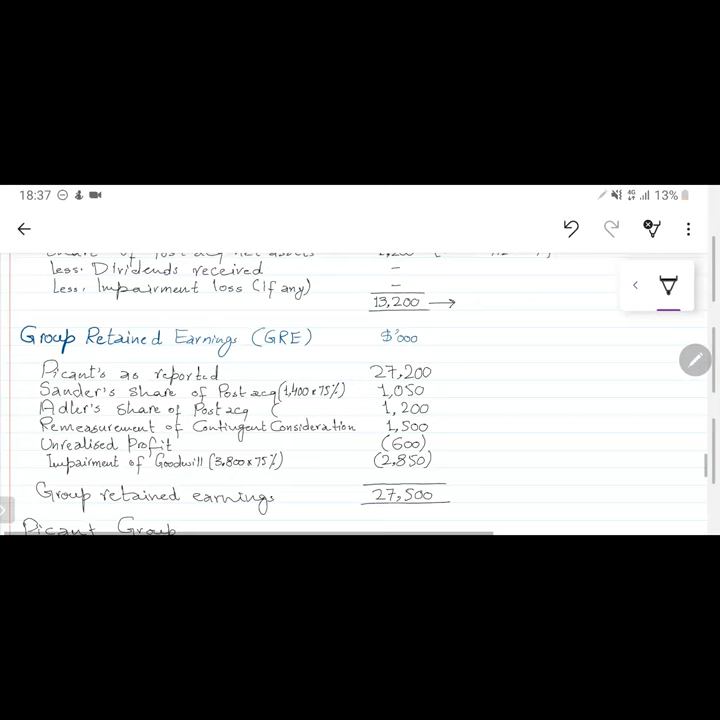 18:37 4G 13%
less. Dividends received -
Less. Impairment loss (if any) -
13,200 →
Group Retained Earnings (GRE) $'000
Picant's as reported 27,200
Sander's share of Post acq (1,400 x 75%) 1,050
Adler's share of Post acq ( 1,200
Remeasurement of Contingent Consideration 1,500
Unrealised Profit (600)
Impairment of Goodwill (3,800 x 75%) (2,850)
Group retained earnings 27,500
Picant Group